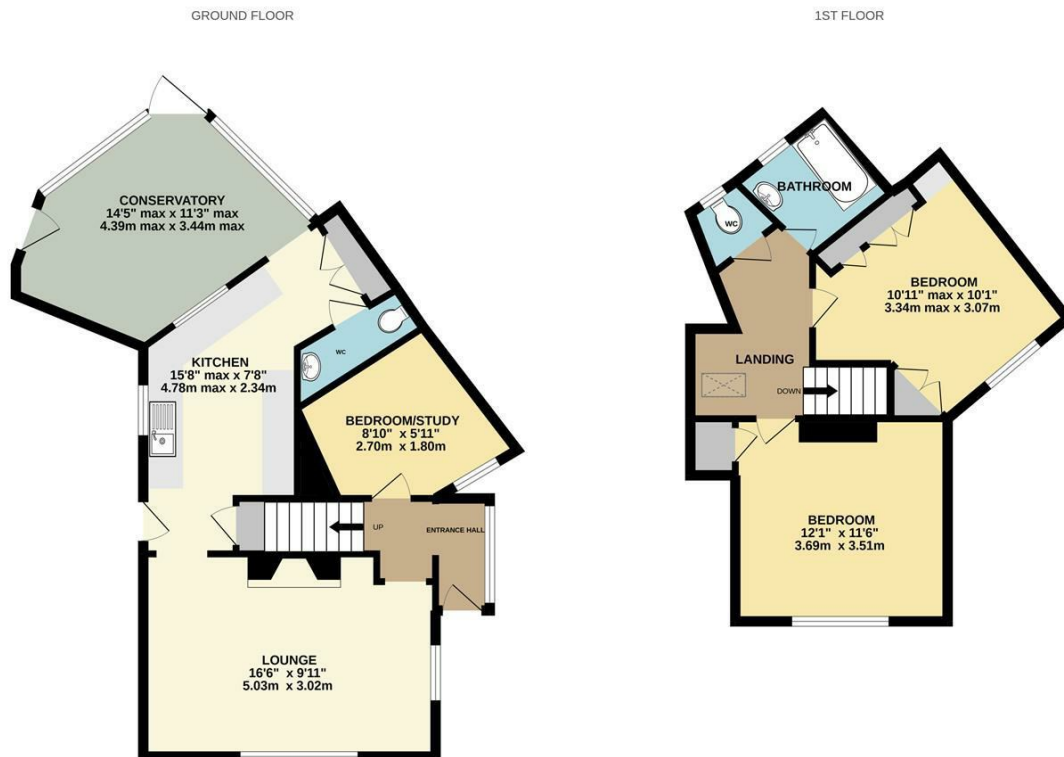 GROUND FLOOR
CONSERVATORY
14'5" max x 11'3" max
4.39m max x 3.44m max
KITCHEN
15'8" max x 7'8"
4.78m max x 2.34m
WC
BEDROOM/STUDY
8'10" x 5'11"
2.70m x 1.80m
UP
ENTRANCE HALL
LOUNGE
16'6" x 9'11"
5.03m x 3.02m
1ST FLOOR
BATHROOM
WC
BEDROOM
10'11" max x 10'1"
3.34m max x 3.07m
LANDING
DOWN
BEDROOM
12'1" x 11'6"
3.69m x 3.51m